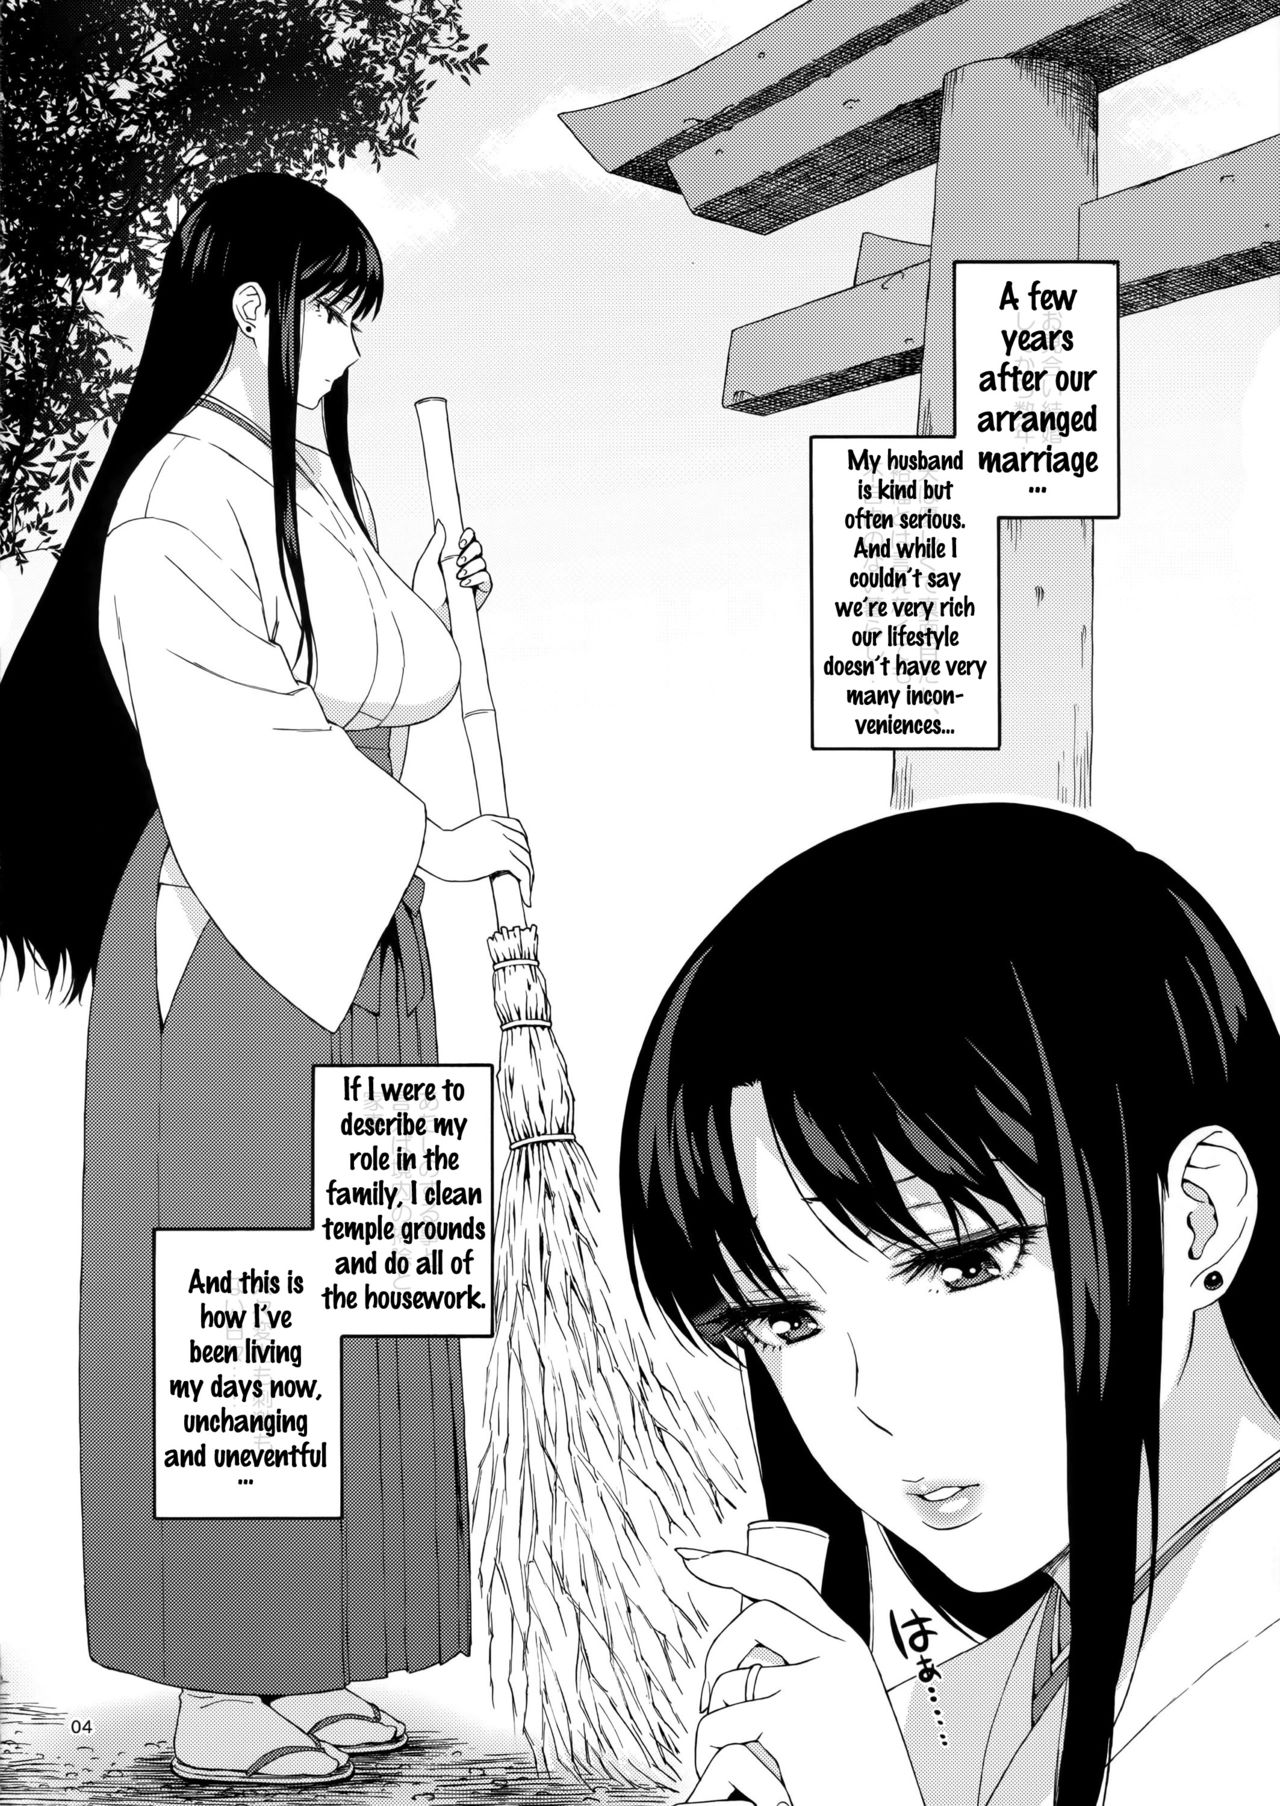 A few
years
after our
arranged
marriage
...
My husband
is kind but
often serious.
And while I
couldn't say
we're very rich
our lifestyle
doesn't have very
many incon-
veniences...
If I were to
describe my
role in the
family, I clean
temple grounds
and do all of
the housework.
And this is
how I've
been living
my days now,
unchanging
and uneventful
...
はぁ……
04